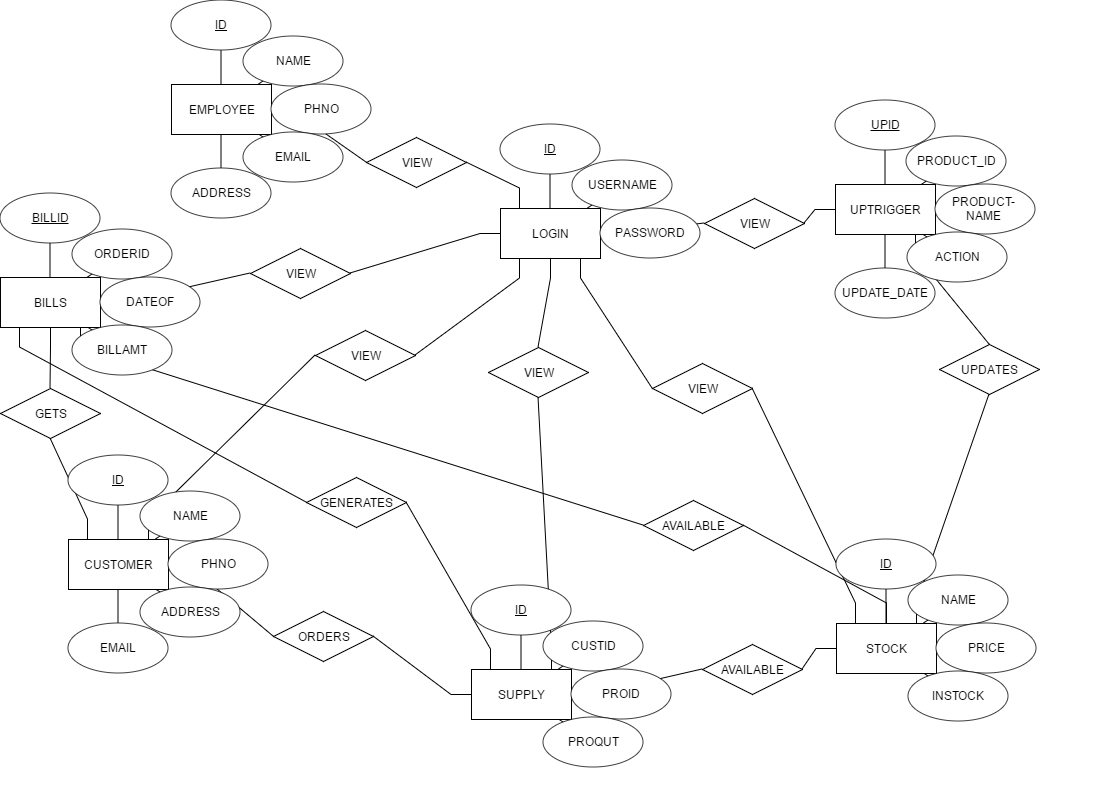 ID
NAME
EMPLOYEE
PHNO
EMAIL
ADDRESS
VIEW
ID
USERNAME
LOGIN
PASSWORD
VIEW
UPID
PRODUCT_ID
UPTRIGGER
PRODUCT-
NAME
ACTION
UPDATE_DATE
BILLID
ORDERID
BILLS
DATEOF
BILLAMT
VIEW
VIEW
VIEW
VIEW
UPDATES
GETS
ID
NAME
CUSTOMER
PHNO
ADDRESS
EMAIL
GENERATES
AVAILABLE
ORDERS
ID
CUSTID
SUPPLY
PROID
PROQUT
AVAILABLE
ID
NAME
STOCK
PRICE
INSTOCK